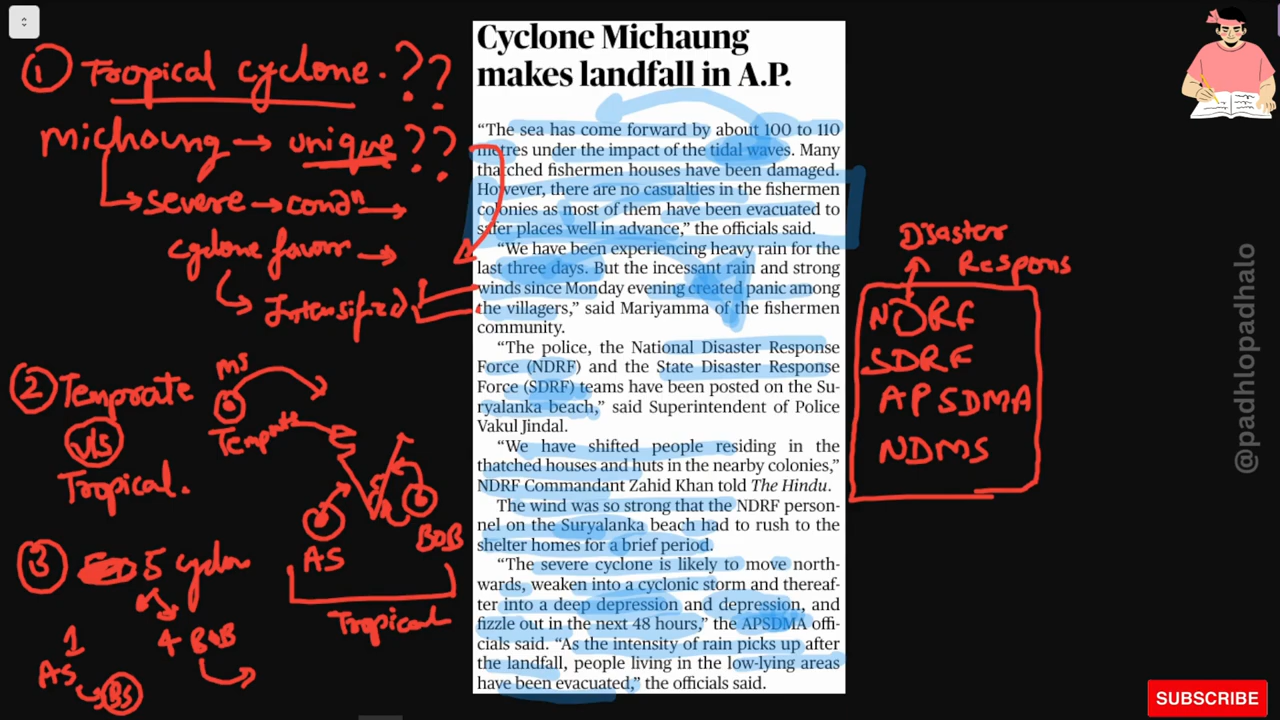 ① Tropical cyclone. ??
Michaung → unique ??
severe → condn →
cyclone favor →
Intensified
② Temprate
v/s
Tropical.
MS
Temprate
AS
BOB
Tropical
③ 5 cyclon
1
AS
4 BOB
Cyclone Michaung
makes landfall in A.P.
“The sea has come forward by about 100 to 110
metres under the impact of the tidal waves. Many
thatched fishermen houses have been damaged.
However, there are no casualties in the fishermen
colonies as most of them have been evacuated to
safer places well in advance,” the officials said.
“We have been experiencing heavy rain for the
last three days. But the incessant rain and strong
winds since Monday evening created panic among
the villagers,” said Mariyamma of the fishermen
community.
“The police, the National Disaster Response
Force (NDRF) and the State Disaster Response
Force (SDRF) teams have been posted on the Su-
ryalanka beach,” said Superintendent of Police
Vakul Jindal.
“We have shifted people residing in the
thatched houses and huts in the nearby colonies,”
NDRF Commandant Zahid Khan told The Hindu.
The wind was so strong that the NDRF person-
nel on the Suryalanka beach had to rush to the
shelter homes for a brief period.
“The severe cyclone is likely to move north-
wards, weaken into a cyclonic storm and thereaf-
ter into a deep depression and depression, and
fizzle out in the next 48 hours,” the APSDMA offi-
cials said. “As the intensity of rain picks up after
the landfall, people living in the low-lying areas
have been evacuated,” the officials said.
Disaster
Respons
NDRF
SDRF
APSDMA
NDMS
@padhlopadhalo
SUBSCRIBE